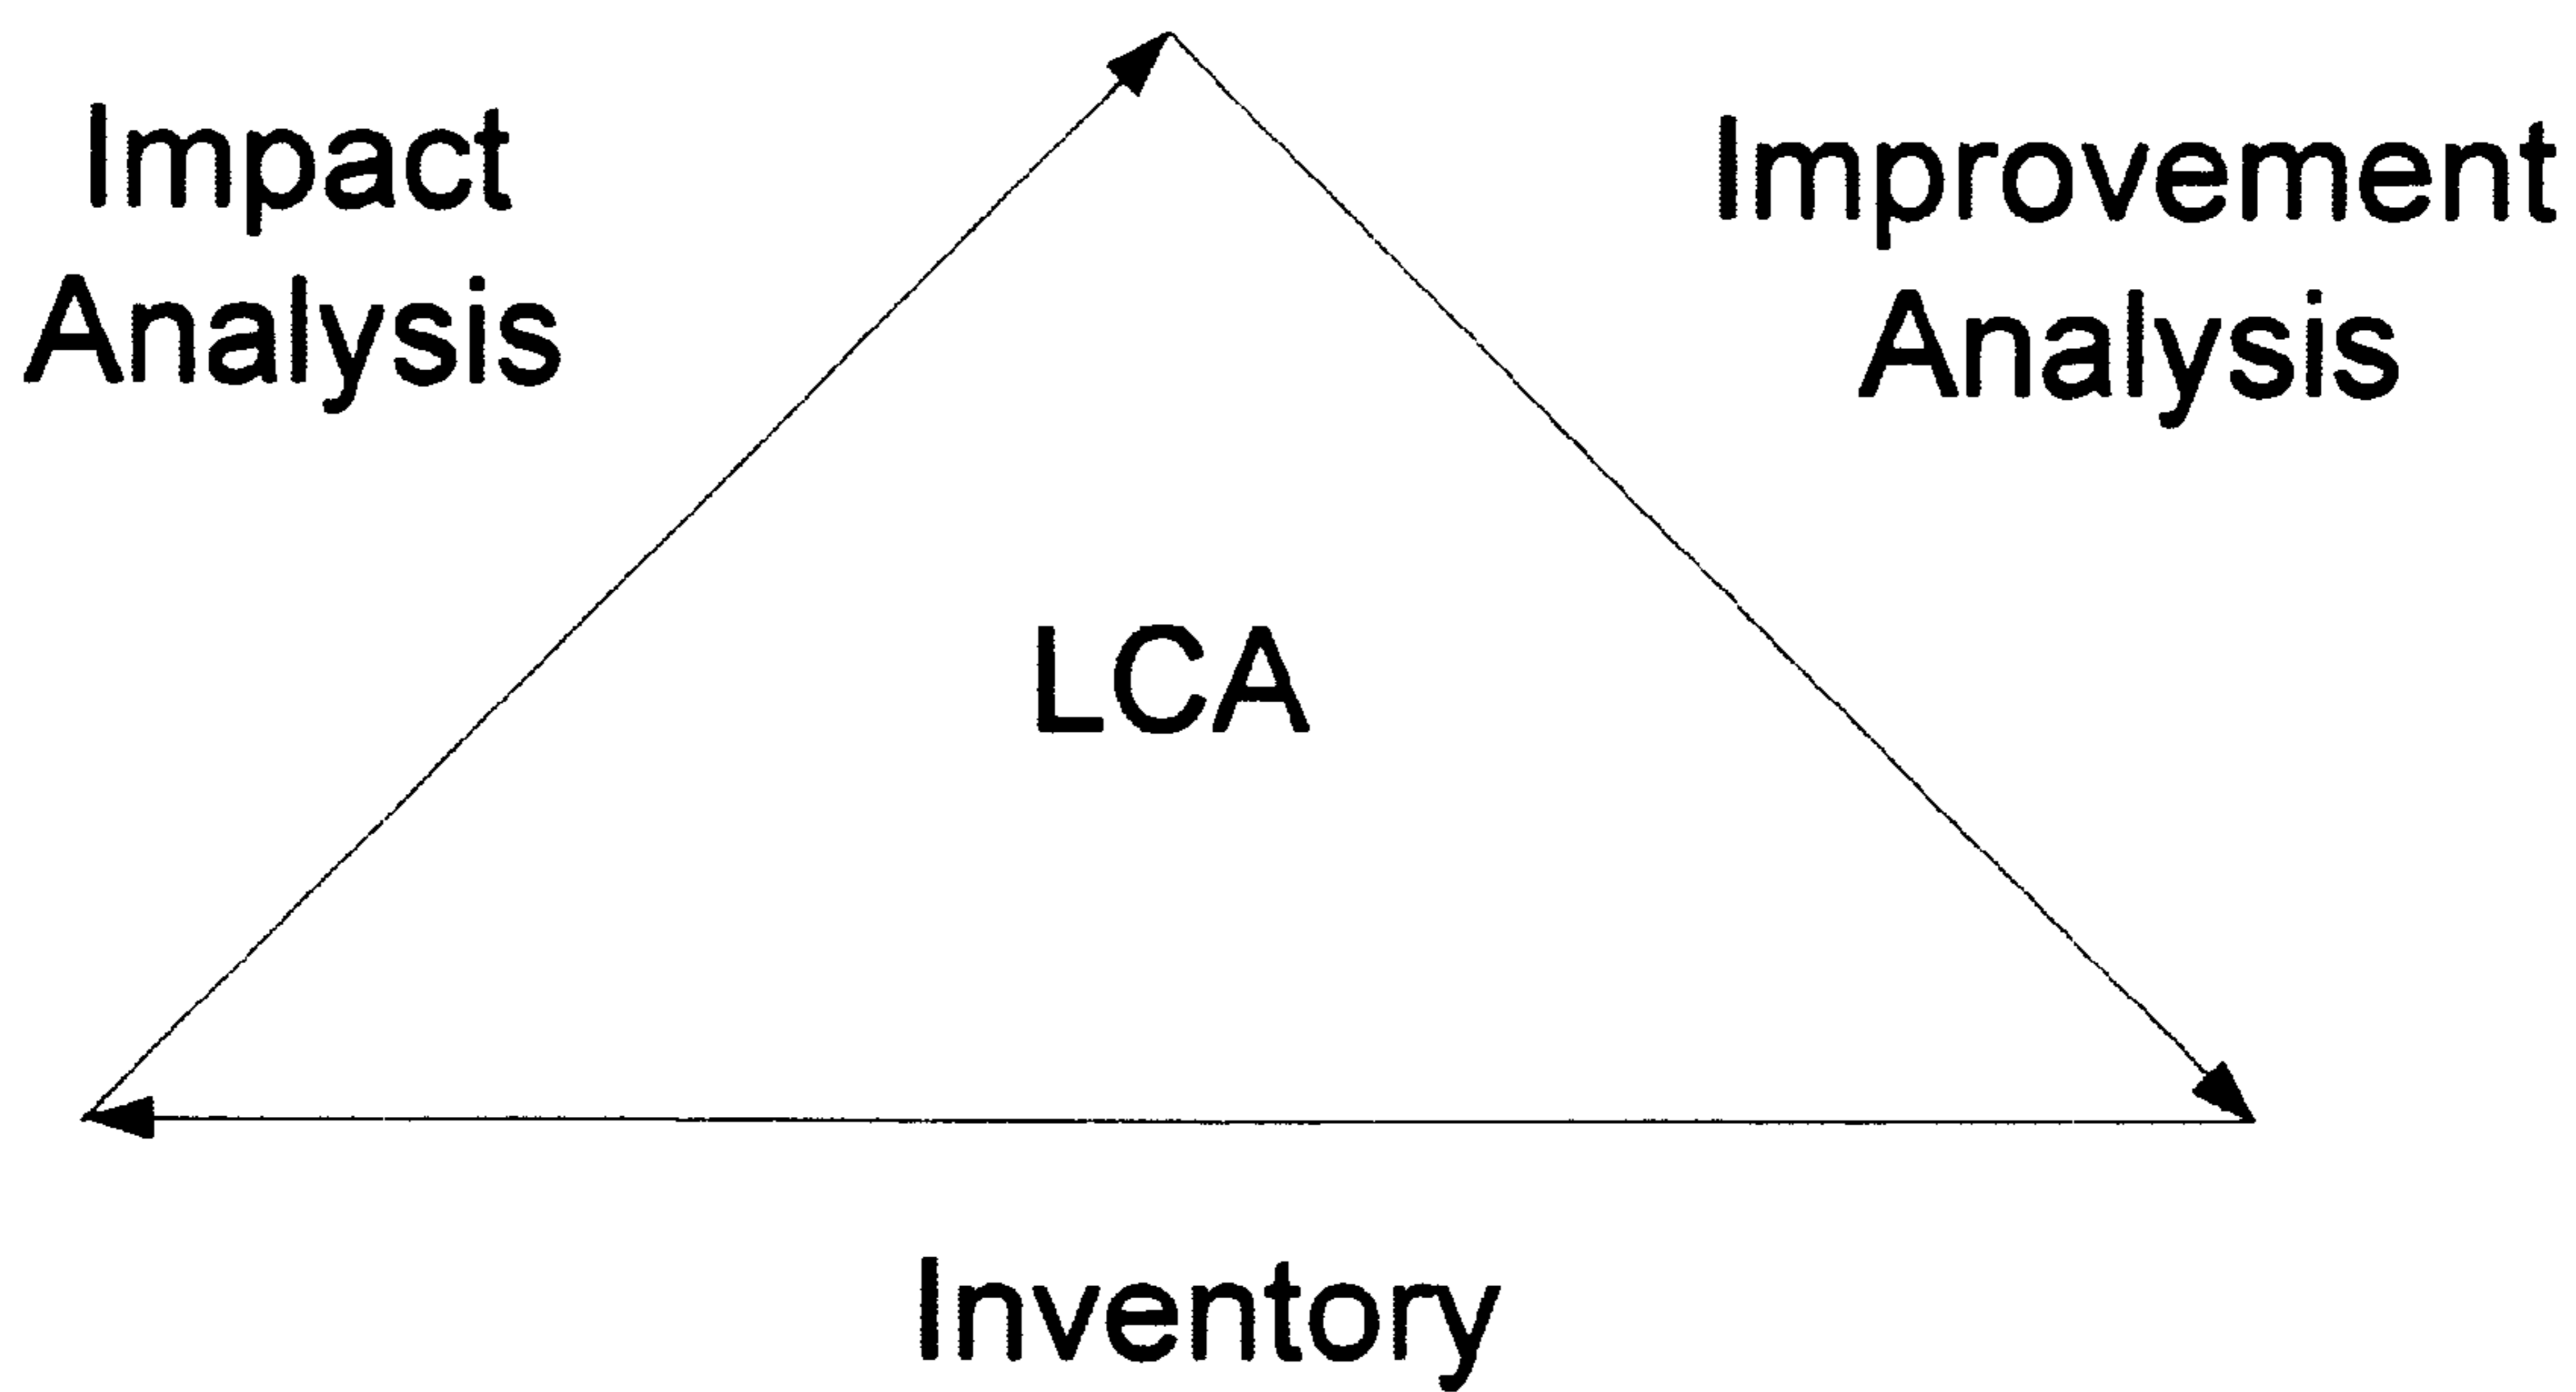 Impact
Analysis
Improvement
Analysis
LCA
Inventory